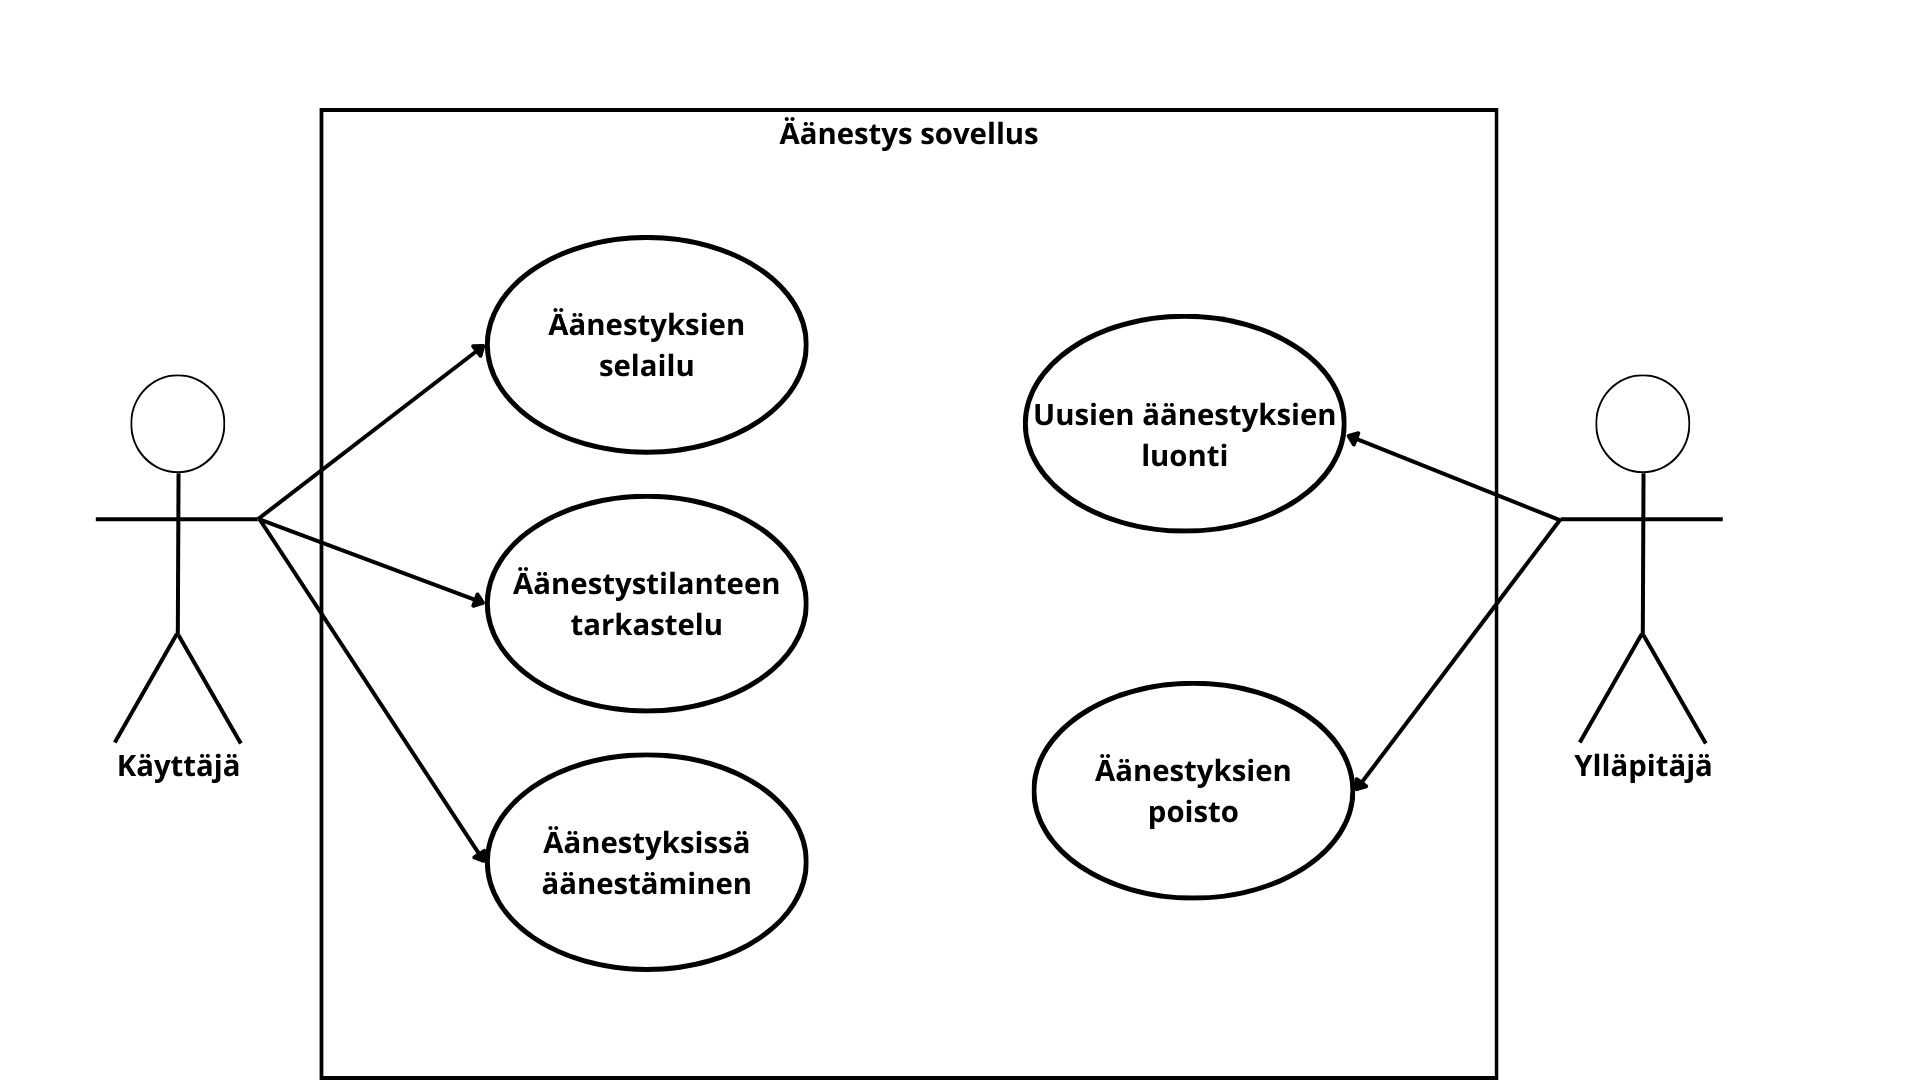 Äänestys sovellus
Äänestyksien
selailu
Äänestystilanteen
tarkastelu
Äänestyksissä
äänestäminen
Uusien äänestyksien
luonti
Äänestyksien
poisto
Käyttäjä
Ylläpitäjä